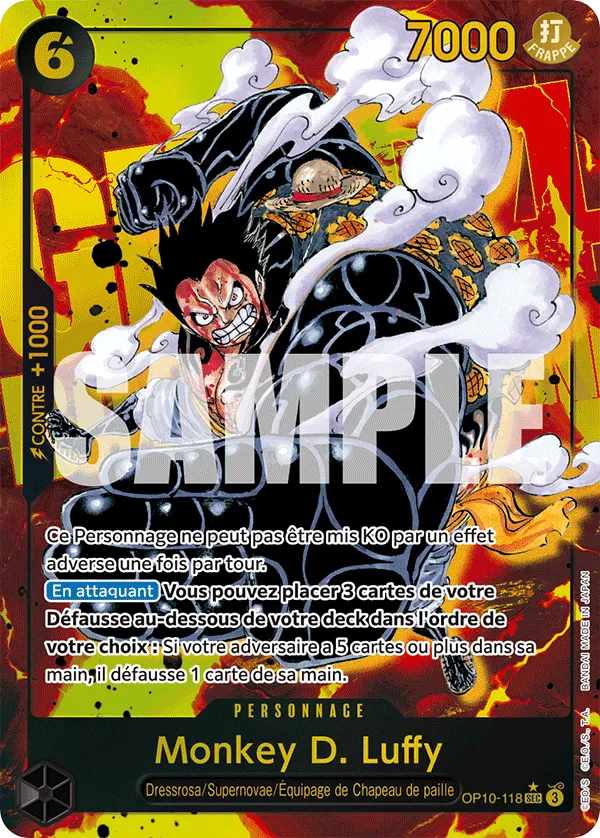 6
7000
打
FRAPPE
CONTRE +1000
SAMPLE
Ce Personnage ne peut pas être mis KO par un effet
adverse une fois par tour.
En attaquant Vous pouvez placer 3 cartes de votre
Défausse au-dessous de votre deck dans l'ordre de
votre choix : Si votre adversaire a 5 cartes ou plus dans sa
main, il défausse 1 carte de sa main.
PERSONNAGE
Monkey D. Luffy
Dressrosa/Supernovae/Équipage de Chapeau de paille
OP10-118 SEC 3
©EO/S ©E.O./S., T.A. BANDAI MADE IN JAPAN